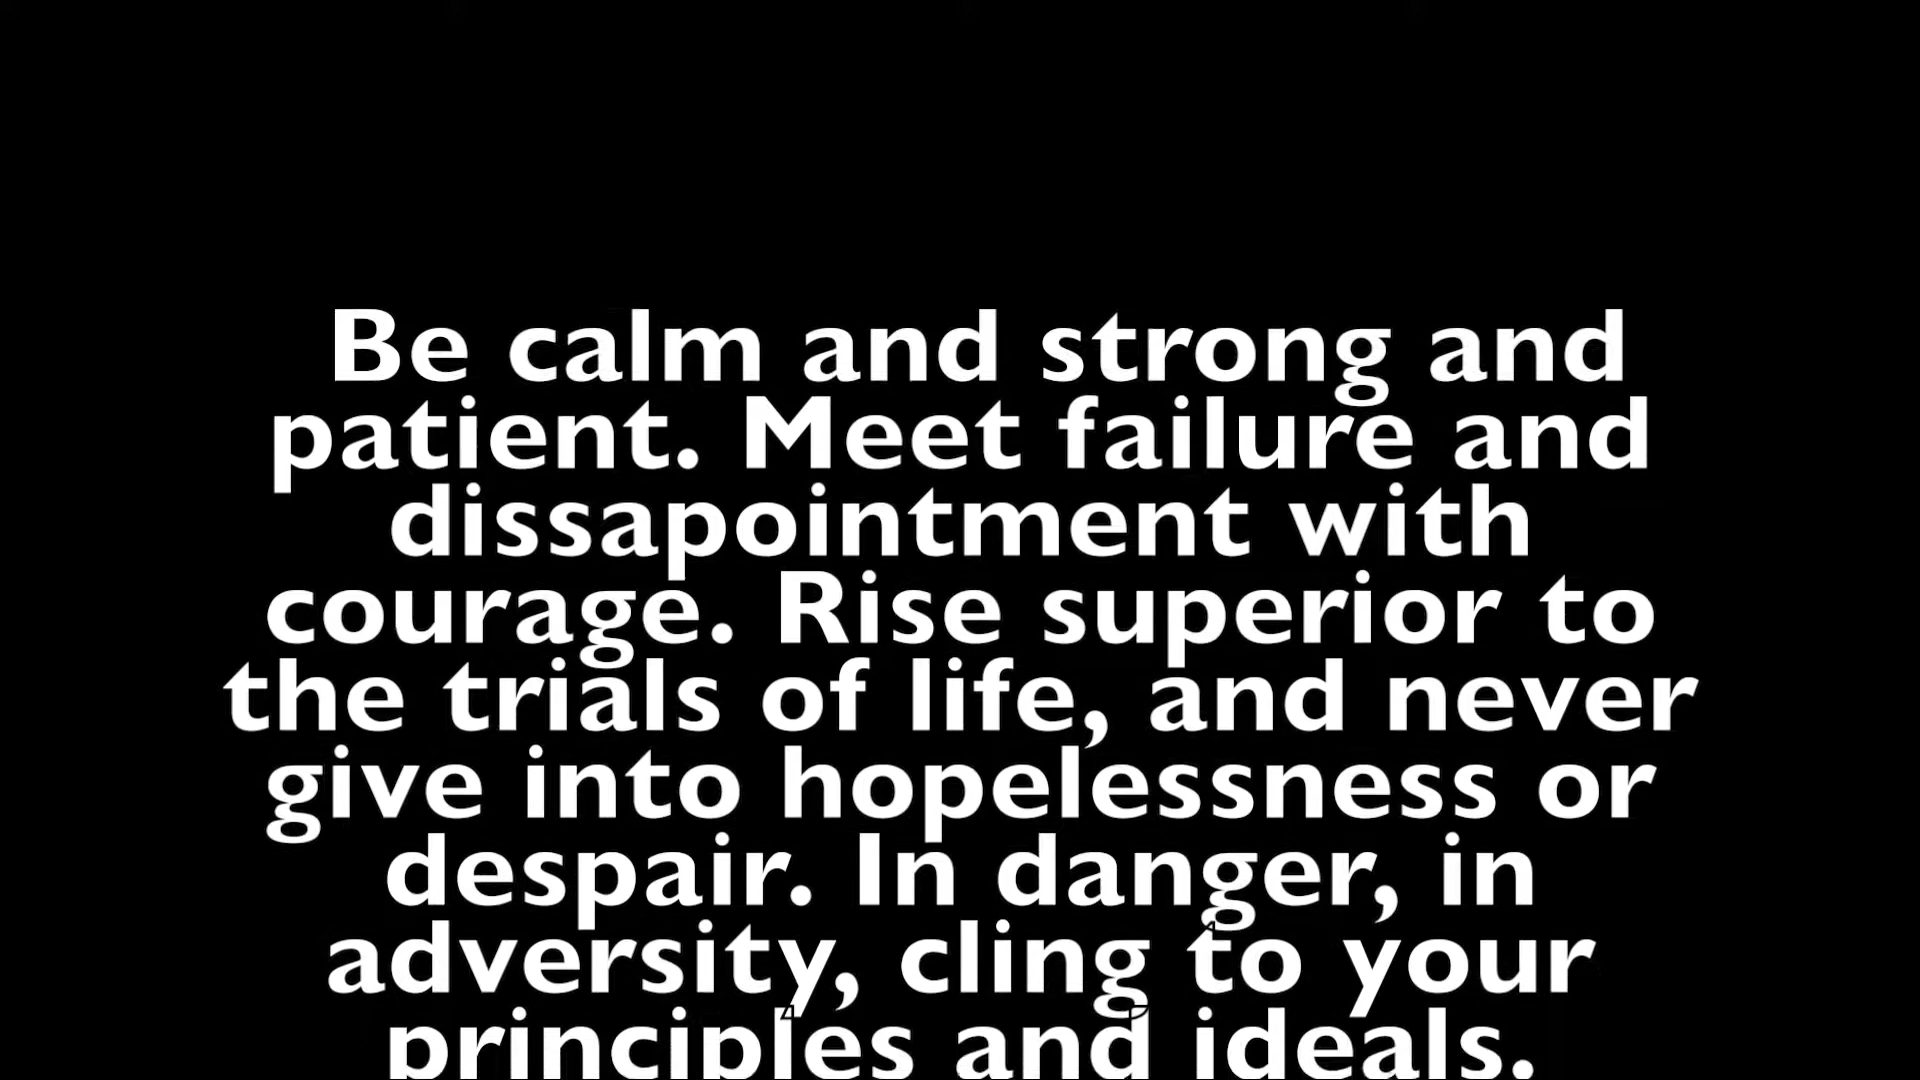 Be calm and strong and
patient. Meet failure and
dissapointment with
courage. Rise superior to
the trials of life, and never
give into hopelessness or
despair. In danger, in
adversity, cling to your
principles and ideals.